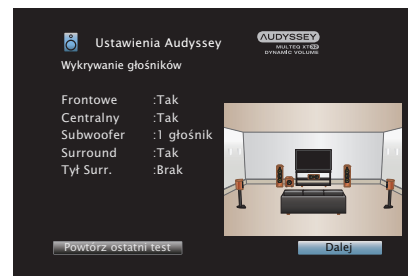 Ustawienia Audyssey
AUDYSSEY
MULTEQ XT32
DYNAMIC VOLUME
Wykrywanie głośników
Frontowe :Tak
Centralny :Tak
Subwoofer :1 głośnik
Surround :Tak
Tył Surr. :Brak
Powtórz ostatni test
Dalej